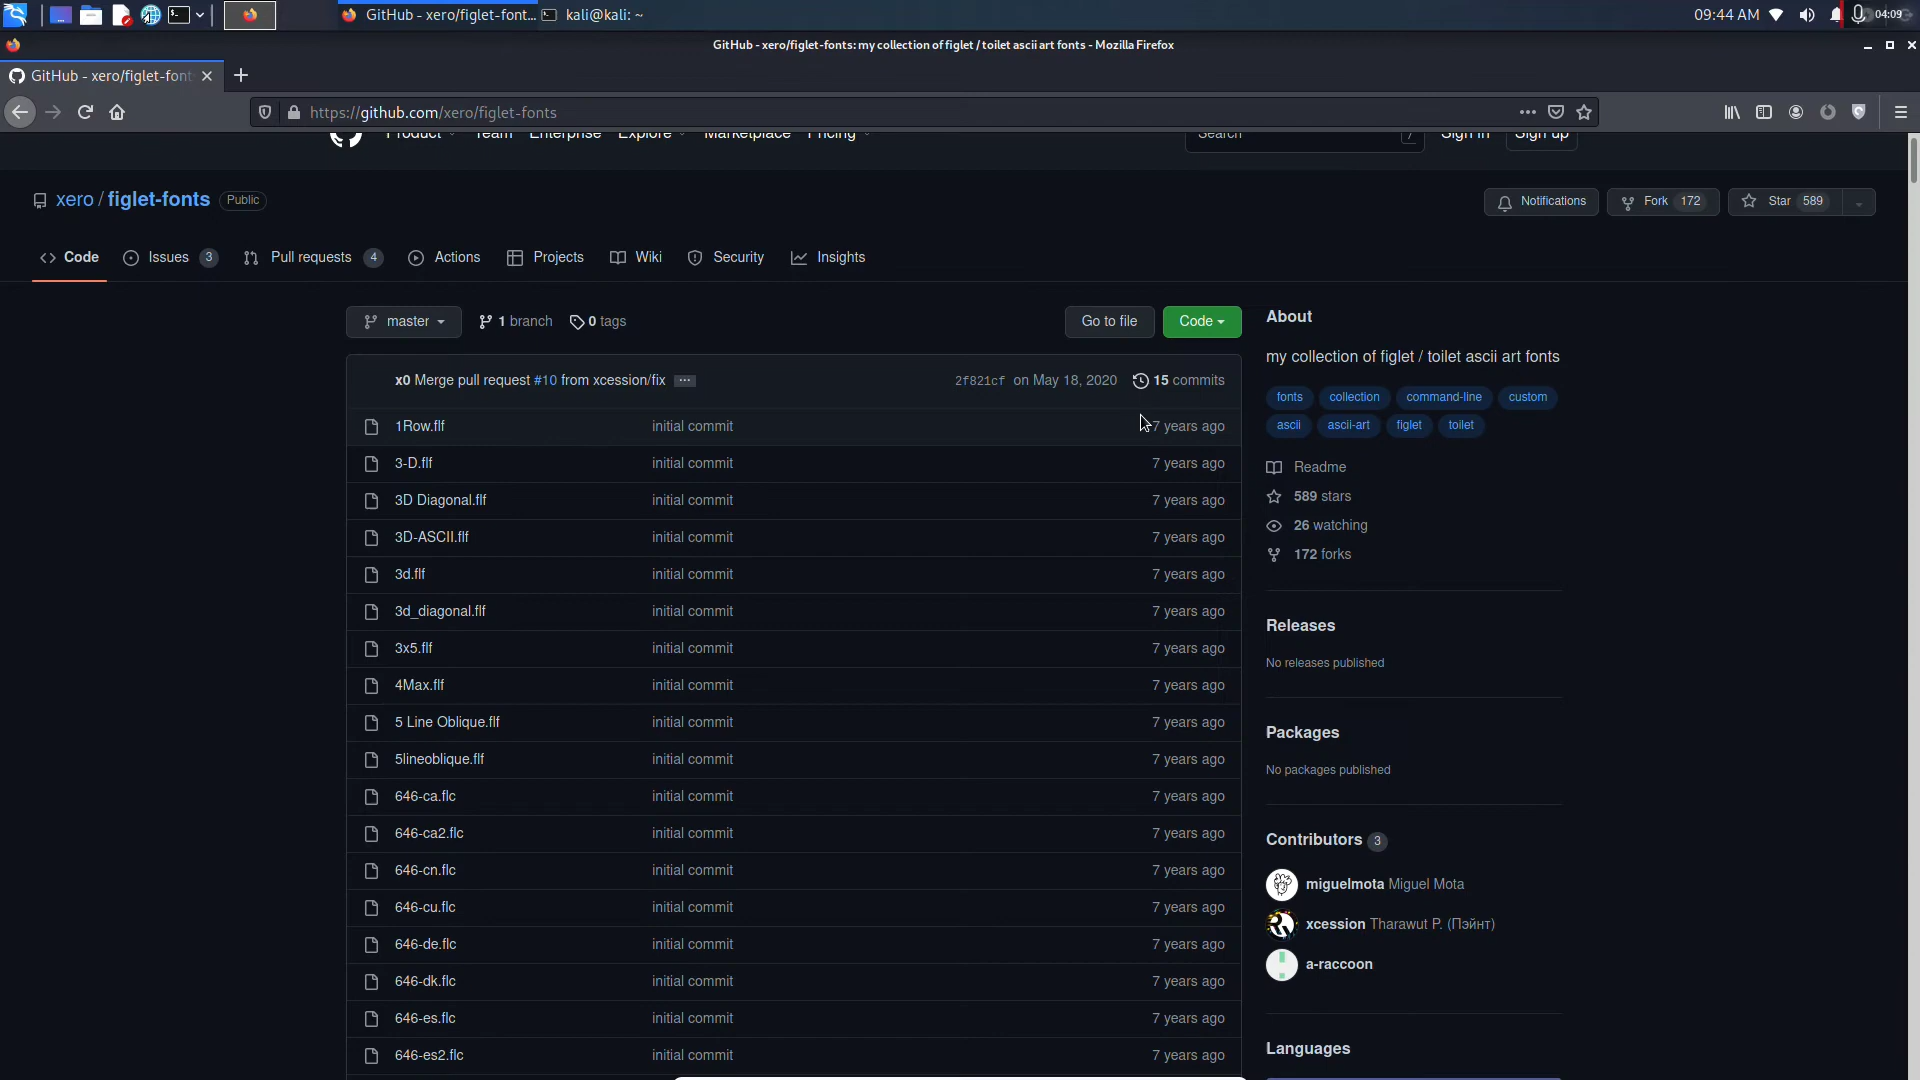 GitHub - xero/figlet-font... kali@kali: ~ 09:44 AM 04:09
GitHub - xero/figlet-fonts: my collection of figlet / toilet ascii art fonts - Mozilla Firefox
GitHub - xero/figlet-font
https://github.com/xero/figlet-fonts
Product Team Enterprise Explore Marketplace Pricing Search / Sign in Sign up
xero / figlet-fonts Public Notifications Fork 172 Star 589
Code Issues 3 Pull requests 4 Actions Projects Wiki Security Insights
master 1 branch 0 tags Go to file Code
x0 Merge pull request #10 from xcession/fix ... 2f821cf on May 18, 2020 15 commits
1Row.flf initial commit 7 years ago
3-D.flf initial commit 7 years ago
3D Diagonal.flf initial commit 7 years ago
3D-ASCII.flf initial commit 7 years ago
3d.flf initial commit 7 years ago
3d_diagonal.flf initial commit 7 years ago
3x5.flf initial commit 7 years ago
4Max.flf initial commit 7 years ago
5 Line Oblique.flf initial commit 7 years ago
5lineoblique.flf initial commit 7 years ago
646-ca.flc initial commit 7 years ago
646-ca2.flc initial commit 7 years ago
646-cn.flc initial commit 7 years ago
646-cu.flc initial commit 7 years ago
646-de.flc initial commit 7 years ago
646-dk.flc initial commit 7 years ago
646-es.flc initial commit 7 years ago
646-es2.flc initial commit 7 years ago
About
my collection of figlet / toilet ascii art fonts
fonts collection command-line custom
ascii ascii-art figlet toilet
Readme
589 stars
26 watching
172 forks
Releases
No releases published
Packages
No packages published
Contributors 3
miguelmota Miguel Mota
xcession Tharawut P. (Пэйнт)
a-raccoon
Languages